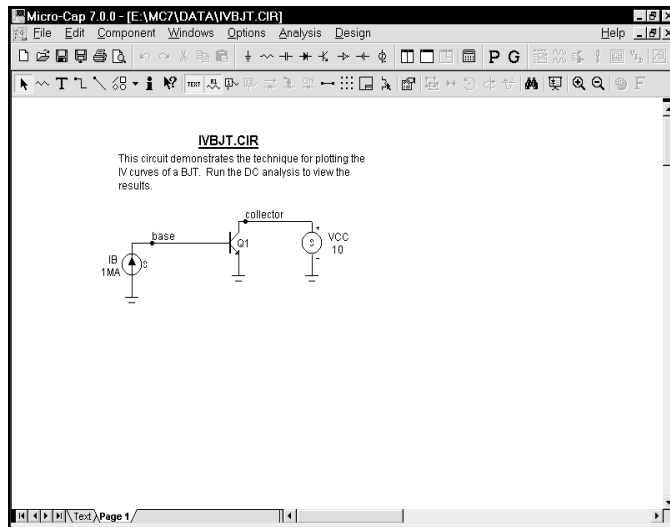 Micro-Cap 7.0.0 - [E:\MC7\DATA\IVBJT.CIR]
File Edit Component Windows Options Analysis Design Help
P G
T i TEXT F
IVBJT.CIR
This circuit demonstrates the technique for plotting the
IV curves of a BJT. Run the DC analysis to view the
results.
collector
base
Q1
S
VCC
10
IB
1MA
S
Text Page 1